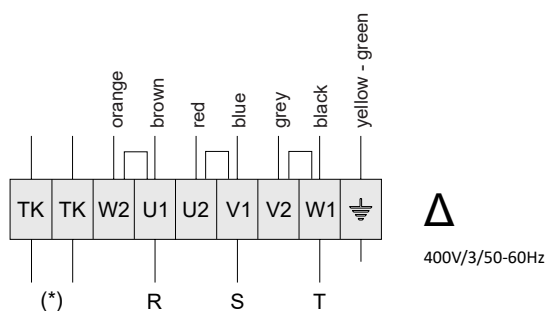 orange brown red blue grey black yellow - green
TK TK W2 U1 U2 V1 V2 W1
Δ
400V/3/50-60Hz
(*) R S T